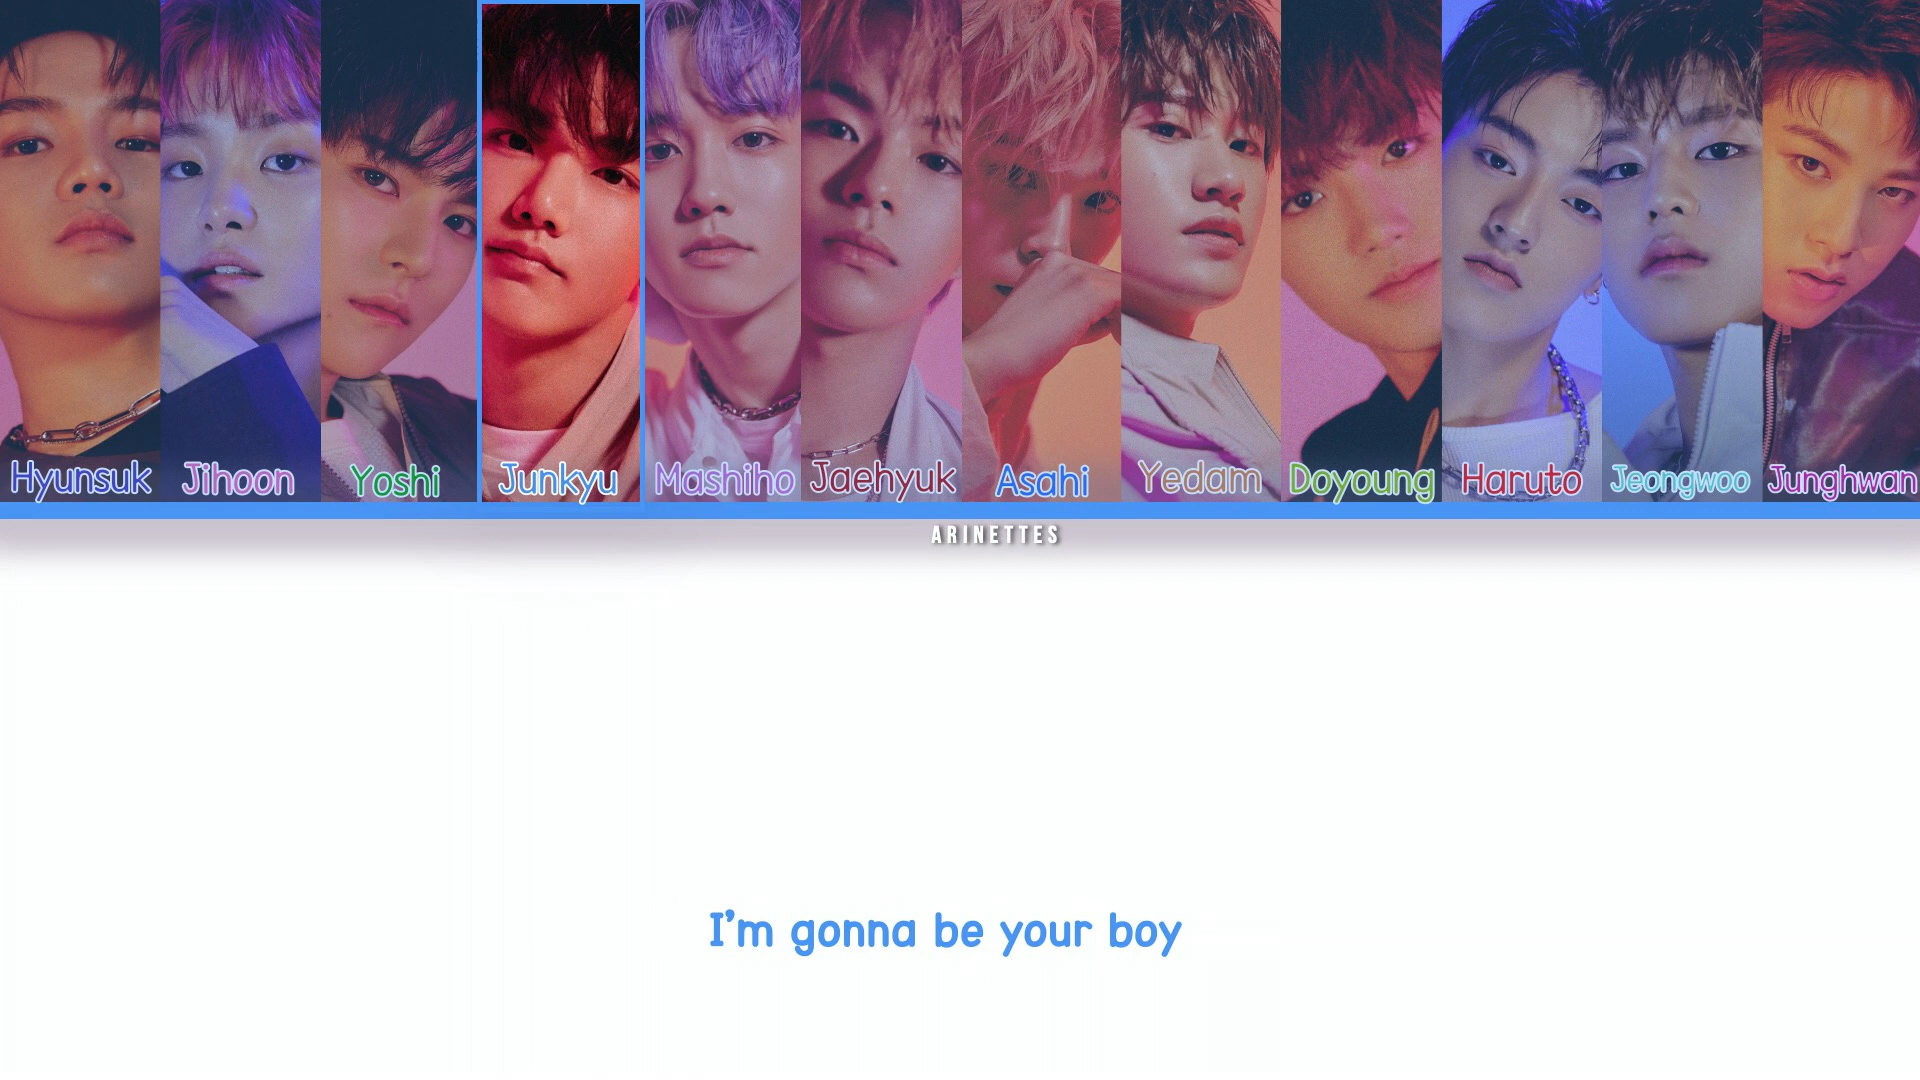 Hyunsuk Jihoon Yoshi Junkyu Mashiho Jaehyuk Asahi Yedam Doyoung Haruto Jeongwoo Junghwan
ARINETTES
I'm gonna be your boy